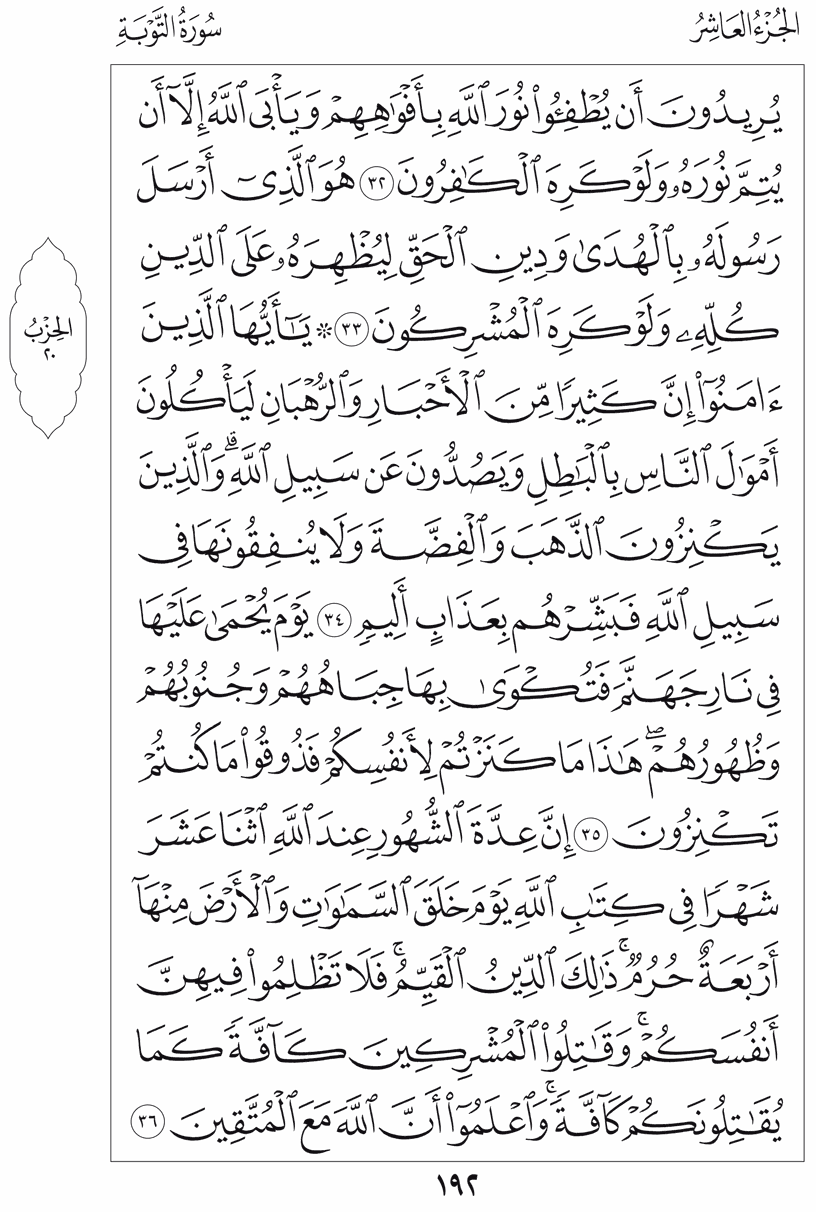 سُورَةُ التَّوۡبَةِ
الجُزۡءُ العَاشِرُ
يُرِيدُونَ أَن يُطۡفِـُٔواْ نُورَ ٱللَّهِ بِأَفۡوَٰهِهِمۡ وَيَأۡبَى ٱللَّهُ إِلَّآ أَن
يُتِمَّ نُورَهُۥ وَلَوۡ كَرِهَ ٱلۡكَٰفِرُونَ ٣٢ هُوَ ٱلَّذِيٓ أَرۡسَلَ
رَسُولَهُۥ بِٱلۡهُدَىٰ وَدِينِ ٱلۡحَقِّ لِيُظۡهِرَهُۥ عَلَى ٱلدِّينِ
كُلِّهِۦ وَلَوۡ كَرِهَ ٱلۡمُشۡرِكُونَ ٣٣ ۞ يَٰٓأَيُّهَا ٱلَّذِينَ
ءَامَنُوٓاْ إِنَّ كَثِيرٗا مِّنَ ٱلۡأَحۡبَارِ وَٱلرُّهۡبَانِ لَيَأۡكُلُونَ
أَمۡوَٰلَ ٱلنَّاسِ بِٱلۡبَٰطِلِ وَيَصُدُّونَ عَن سَبِيلِ ٱللَّهِۗ وَٱلَّذِينَ
يَكۡنِزُونَ ٱلذَّهَبَ وَٱلۡفِضَّةَ وَلَا يُنفِقُونَهَا فِي
سَبِيلِ ٱللَّهِ فَبَشِّرۡهُم بِعَذَابٍ أَلِيمٖ ٣٤ يَوۡمَ يُحۡمَىٰ عَلَيۡهَا
فِي نَارِ جَهَنَّمَ فَتُكۡوَىٰ بِهَا جِبَاهُهُمۡ وَجُنُوبُهُمۡ
وَظُهُورُهُمۡۖ هَٰذَا مَا كَنَزۡتُمۡ لِأَنفُسِكُمۡ فَذُوقُواْ مَا كُنتُمۡ
تَكۡنِزُونَ ٣٥ إِنَّ عِدَّةَ ٱلشُّهُورِ عِندَ ٱللَّهِ ٱثۡنَا عَشَرَ
شَهۡرٗا فِي كِتَٰبِ ٱللَّهِ يَوۡمَ خَلَقَ ٱلسَّمَٰوَٰتِ وَٱلۡأَرۡضَ مِنۡهَآ
أَرۡبَعَةٌ حُرُمٞۚ ذَٰلِكَ ٱلدِّينُ ٱلۡقَيِّمُۚ فَلَا تَظۡلِمُواْ فِيهِنَّ
أَنفُسَكُمۡۚ وَقَٰتِلُواْ ٱلۡمُشۡرِكِينَ كَآفَّةٗ كَمَا
يُقَٰتِلُونَكُمۡ كَآفَّةٗۚ وَٱعۡلَمُوٓاْ أَنَّ ٱللَّهَ مَعَ ٱلۡمُتَّقِينَ ٣٦
الحِزۡبُ
٢٠
١٩٢